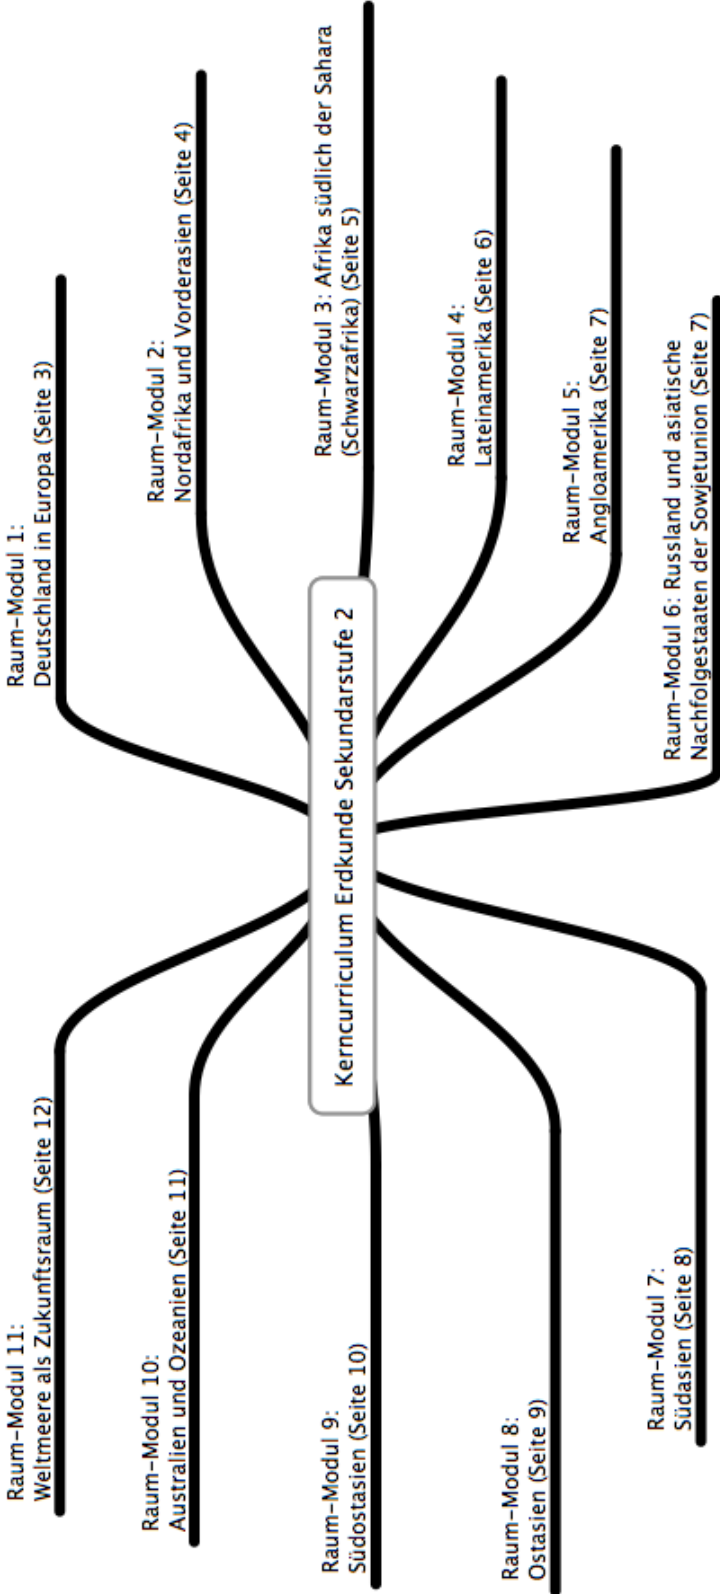 Kerncurriculum Erdkunde Sekundarstufe 2
Raum-Modul 1:
Deutschland in Europa (Seite 3)
Raum-Modul 2:
Nordafrika und Vorderasien (Seite 4)
Raum-Modul 3: Afrika südlich der Sahara
(Schwarzafrika) (Seite 5)
Raum-Modul 4:
Lateinamerika (Seite 6)
Raum-Modul 5:
Angloamerika (Seite 7)
Raum-Modul 6: Russland und asiatische
Nachfolgestaaten der Sowjetunion (Seite 7)
Raum-Modul 7:
Südasien (Seite 8)
Raum-Modul 8:
Ostasien (Seite 9)
Raum-Modul 9:
Südostasien (Seite 10)
Raum-Modul 10:
Australien und Ozeanien (Seite 11)
Raum-Modul 11:
Weltmeere als Zukunftsraum (Seite 12)